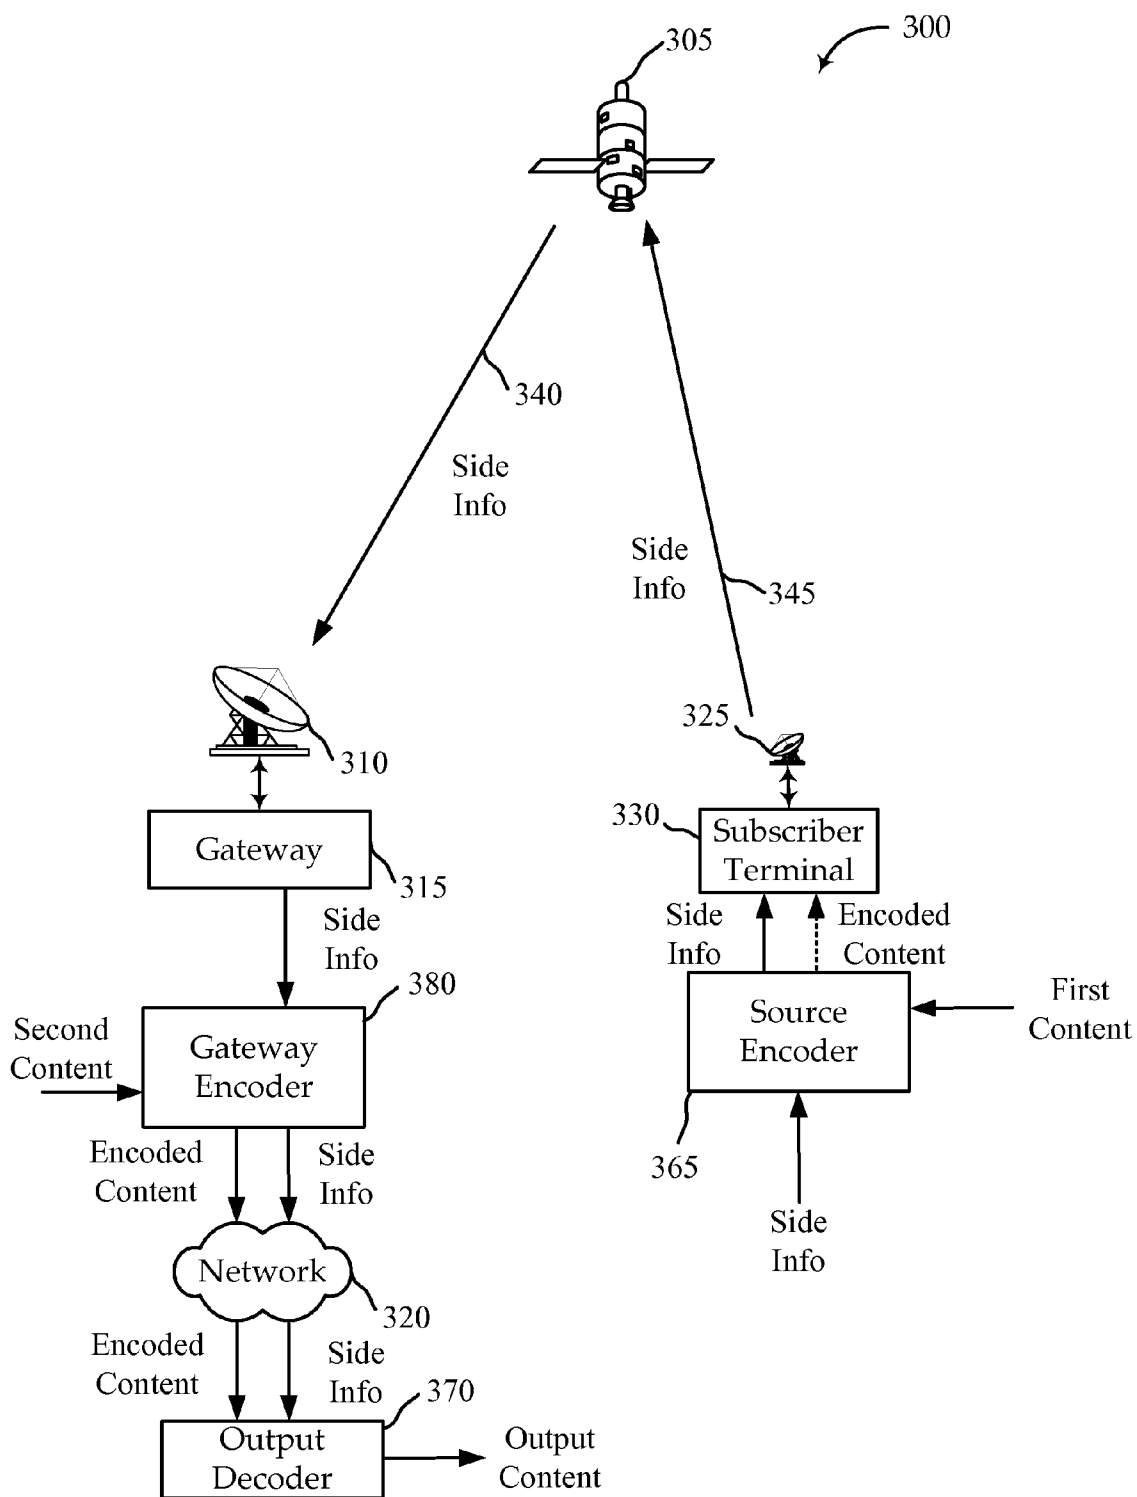 305
300
340
Side
Info
Side
Info
345
325
310
330
Subscriber
Terminal
Gateway
315
Side
Info
Encoded
Content
Side
Info
380
First
Content
Second
Content
Gateway
Encoder
Source
Encoder
365
Encoded
Content
Side
Info
Side
Info
Network
320
Encoded
Content
Side
Info
370
Output
Decoder
Output
Content